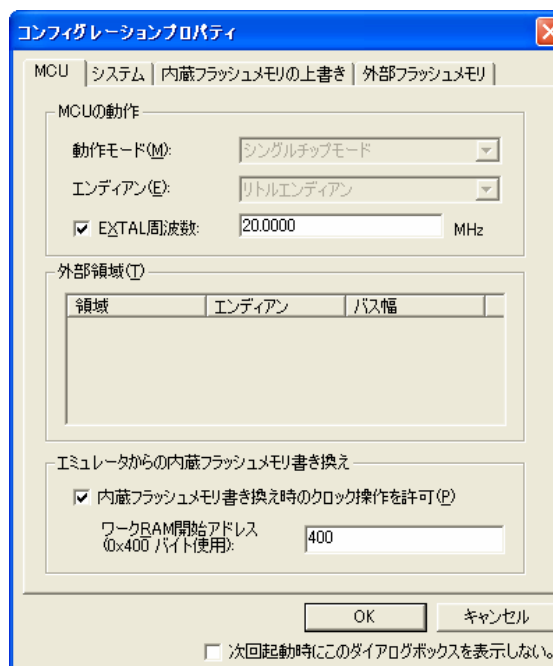 コンフィグレーションプロパティ
MCU システム 内蔵フラッシュメモリの上書き 外部フラッシュメモリ
MCUの動作
動作モード(M): シングルチップモード
エンディアン(E): リトルエンディアン
EXTAL周波数: 20.0000 MHz
外部領域(T)
領域 エンディアン バス幅
エミュレータからの内蔵フラッシュメモリ書き換え
内蔵フラッシュメモリ書き換え時のクロック操作を許可(P)
ワークRAM開始アドレス
(0x400 バイト使用): 400
OK キャンセル
次回起動時にこのダイアログボックスを表示しない。